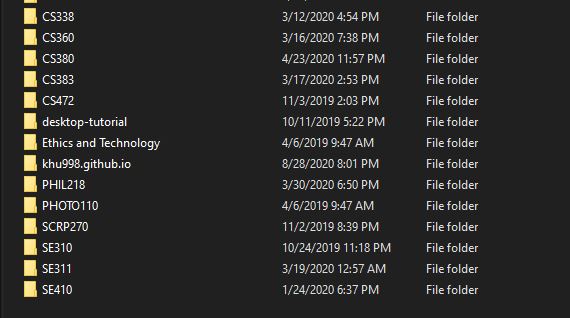 CS338 3/12/2020 4:54 PM File folder
CS360 3/16/2020 7:38 PM File folder
CS380 4/23/2020 11:57 PM File folder
CS383 3/17/2020 2:53 PM File folder
CS472 11/3/2019 2:03 PM File folder
desktop-tutorial 10/11/2019 5:22 PM File folder
Ethics and Technology 4/6/2019 9:47 AM File folder
khu998.github.io 8/28/2020 8:01 PM File folder
PHIL218 3/30/2020 6:50 PM File folder
PHOTO110 4/6/2019 9:47 AM File folder
SCRP270 11/2/2019 8:39 PM File folder
SE310 10/24/2019 11:18 PM File folder
SE311 3/19/2020 12:57 AM File folder
SE410 1/24/2020 6:37 PM File folder